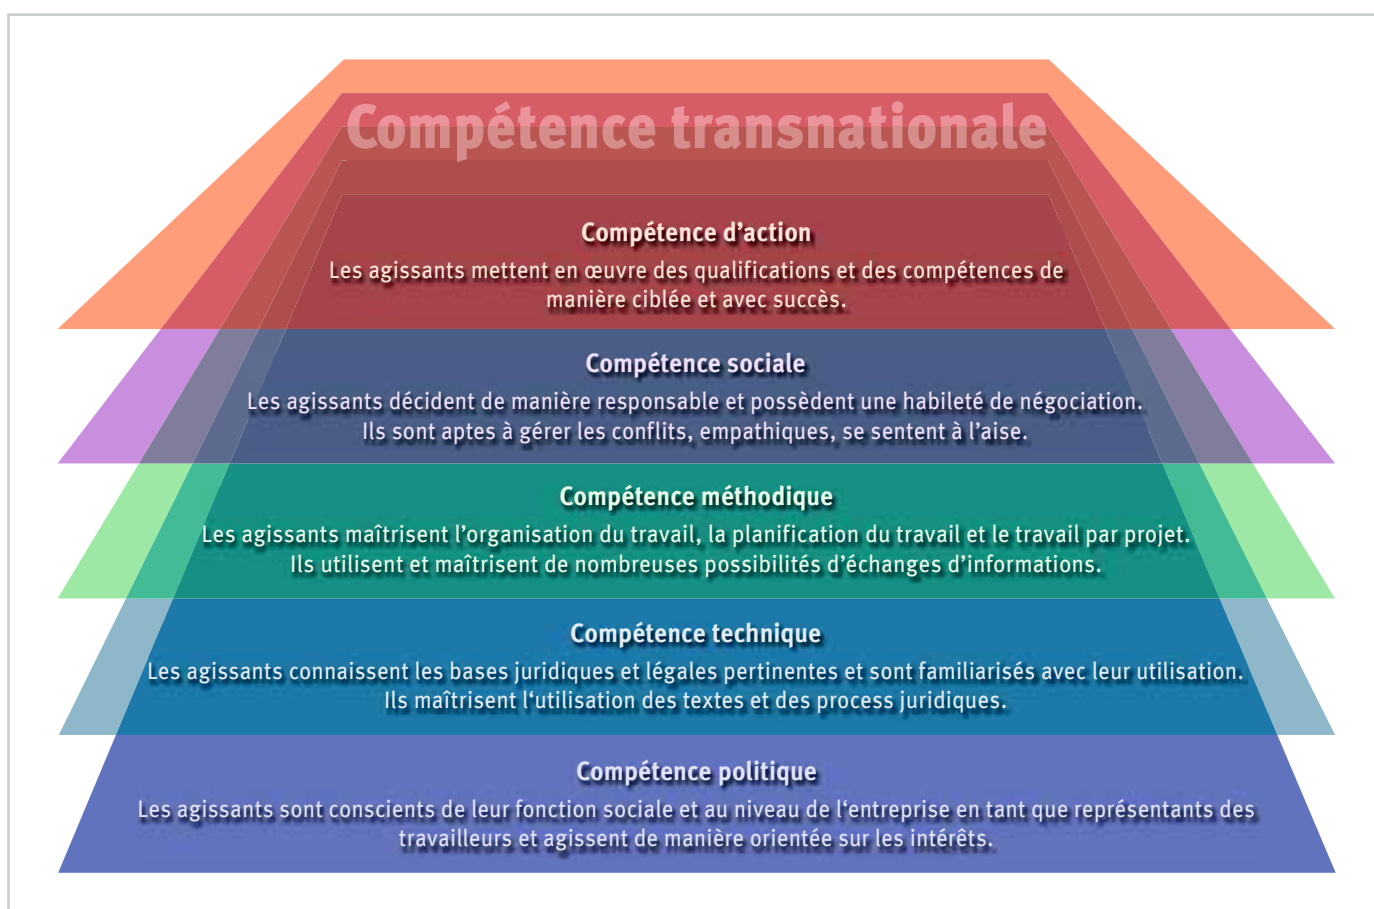 Compétence transnationale
Compétence d’action
Les agissants mettent en œuvre des qualifications et des compétences de
manière ciblée et avec succès.
Compétence sociale
Les agissants décident de manière responsable et possèdent une habileté de négociation.
Ils sont aptes à gérer les conflits, empathiques, se sentent à l’aise.
Compétence méthodique
Les agissants maîtrisent l’organisation du travail, la planification du travail et le travail par projet.
Ils utilisent et maîtrisent de nombreuses possibilités d’échanges d’informations.
Compétence technique
Les agissants connaissent les bases juridiques et légales pertinentes et sont familiarisés avec leur utilisation.
Ils maîtrisent l‘utilisation des textes et des process juridiques.
Compétence politique
Les agissants sont conscients de leur fonction sociale et au niveau de l‘entreprise en tant que représentants des
travailleurs et agissent de manière orientée sur les intérêts.